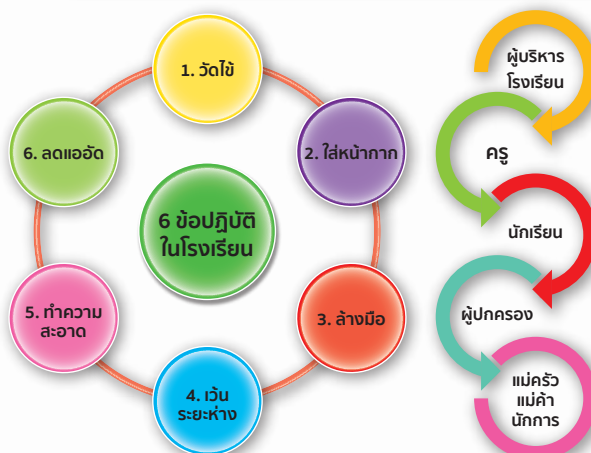 1. วัดไข้
2. ใส่หน้ากาก
3. ล้างมือ
4. เว้น
ระยะห่าง
5. ทำความ
สะอาด
6. ลดแออัด
6 ข้อปฏิบัติ
ในโรงเรียน
ผู้บริหาร
โรงเรียน
ครู
นักเรียน
ผู้ปกครอง
แม่ครัว
แม่ค้า
นักการ